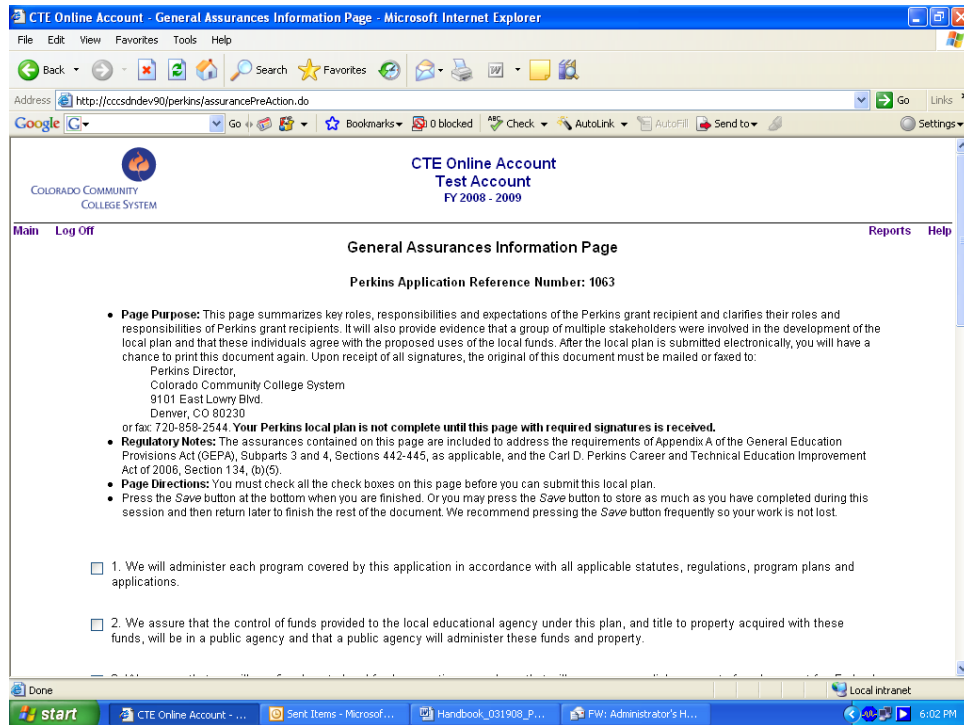 CTE Online Account - General Assurances Information Page - Microsoft Internet Explorer
File Edit View Favorites Tools Help
Back Search Favorites
Address http://cccsdndev90/perkins/assurancePreAction.do Go Links
Google G Go Bookmarks 0 blocked ABC Check AutoLink AutoFill Send to Settings
COLORADO COMMUNITY
COLLEGE SYSTEM
CTE Online Account
Test Account
FY 2008 - 2009
Main Log Off Reports Help
General Assurances Information Page
Perkins Application Reference Number: 1063
• Page Purpose: This page summarizes key roles, responsibilities and expectations of the Perkins grant recipient and clarifies their roles and
responsibilities of Perkins grant recipients. It will also provide evidence that a group of multiple stakeholders were involved in the development of the
local plan and that these individuals agree with the proposed uses of the local funds. After the local plan is submitted electronically, you will have a
chance to print this document again. Upon receipt of all signatures, the original of this document must be mailed or faxed to:
Perkins Director,
Colorado Community College System
9101 East Lowry Blvd.
Denver, CO 80230
or fax: 720-858-2544. Your Perkins local plan is not complete until this page with required signatures is received.
• Regulatory Notes: The assurances contained on this page are included to address the requirements of Appendix A of the General Education
Provisions Act (GEPA), Subparts 3 and 4, Sections 442-445, as applicable, and the Carl D. Perkins Career and Technical Education Improvement
Act of 2006, Section 134, (b)(5).
• Page Directions: You must check all the check boxes on this page before you can submit this local plan.
• Press the Save button at the bottom when you are finished. Or you may press the Save button to store as much as you have completed during this
session and then return later to finish the rest of the document. We recommend pressing the Save button frequently so your work is not lost.
1. We will administer each program covered by this application in accordance with all applicable statutes, regulations, program plans and
applications.
2. We assure that the control of funds provided to the local educational agency under this plan, and title to property acquired with these
funds, will be in a public agency and that a public agency will administer these funds and property.
Done Local intranet
start CTE Online Account - ... Sent Items - Microsof... Handbook_031908_P... FW: Administrator's H... 6:02 PM